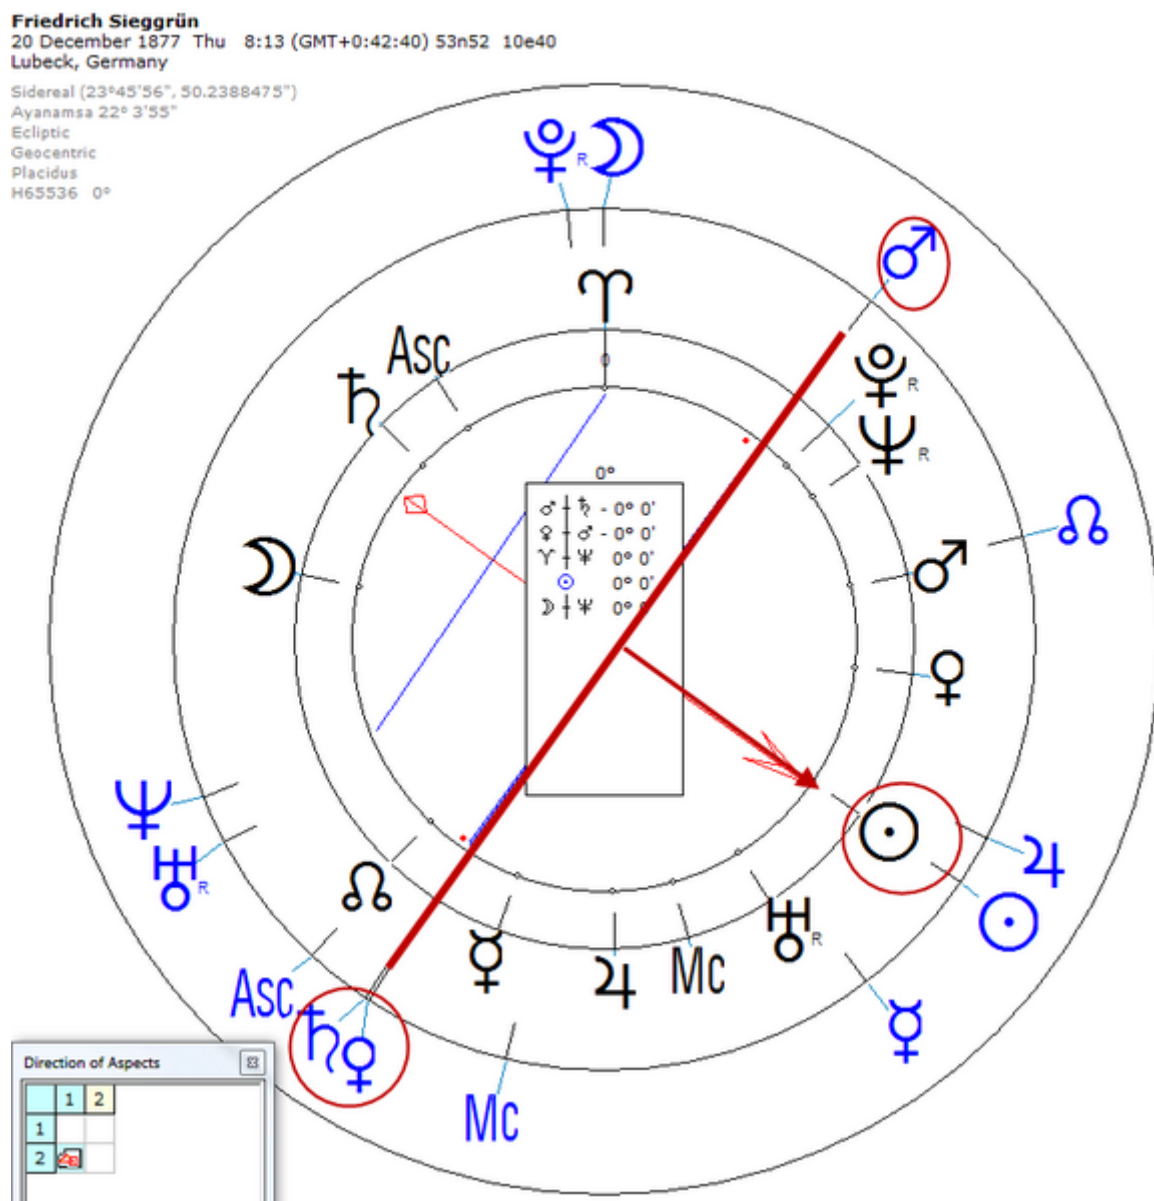 Friedrich Sieggrün
20 December 1877 Thu 8:13 (GMT+0:42:40) 53n52 10e40
Lubeck, Germany
Sidereal (23°45'56", 50.2388475")
Ayanamsa 22° 3'55"
Ecliptic
Geocentric
Placidus
H65536 0°
♇ R ☽
♂
♈
Asc
♄
0
♇ R
♆ R
0°
♂ ♄ - 0° 0'
♀ ♂ - 0° 0'
♈ ♆ 0° 0'
☉ 0° 0'
☽ ♆ 0°
☊
☽
♂
♀
♆
♅ R
☊
☉
♃
☉
☿
♃
Mc
♅ R
Asc
♄ ♀
☿
Mc
Direction of Aspects
1 2
1
2